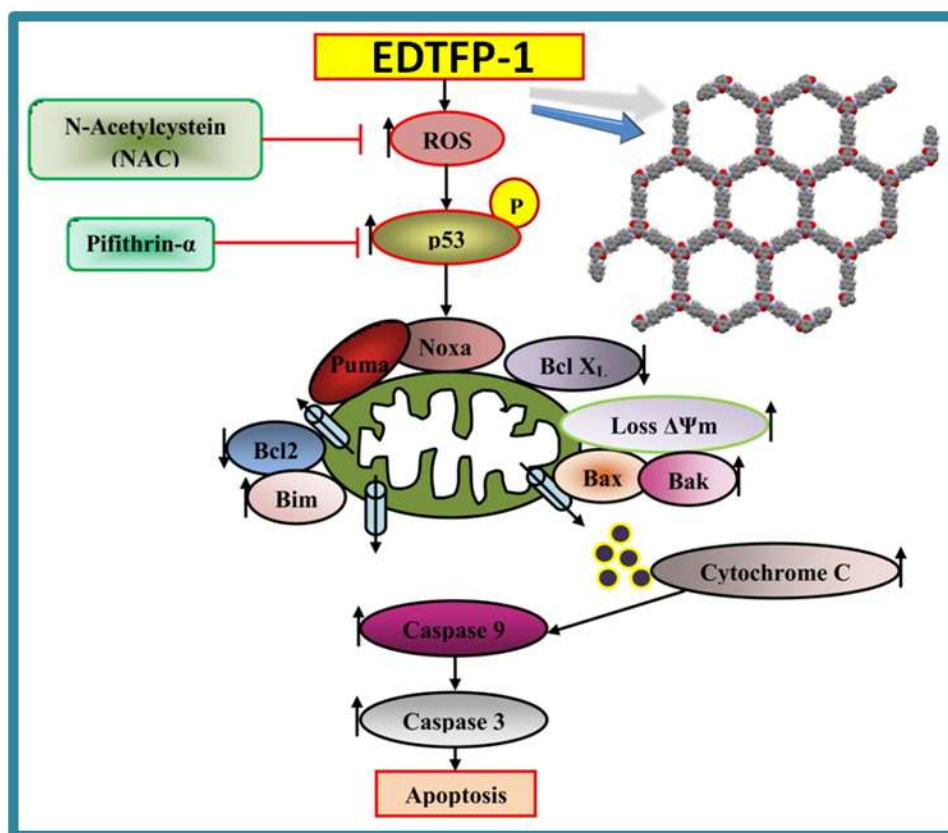 EDTFP-1
N-Acetylcystein
(NAC)
ROS
P
Pifithrin-α
p53
Puma
Noxa
Bcl X_L
Loss ΔΨm
Bcl2
Bax
Bak
Bim
Cytochrome C
Caspase 9
Caspase 3
Apoptosis